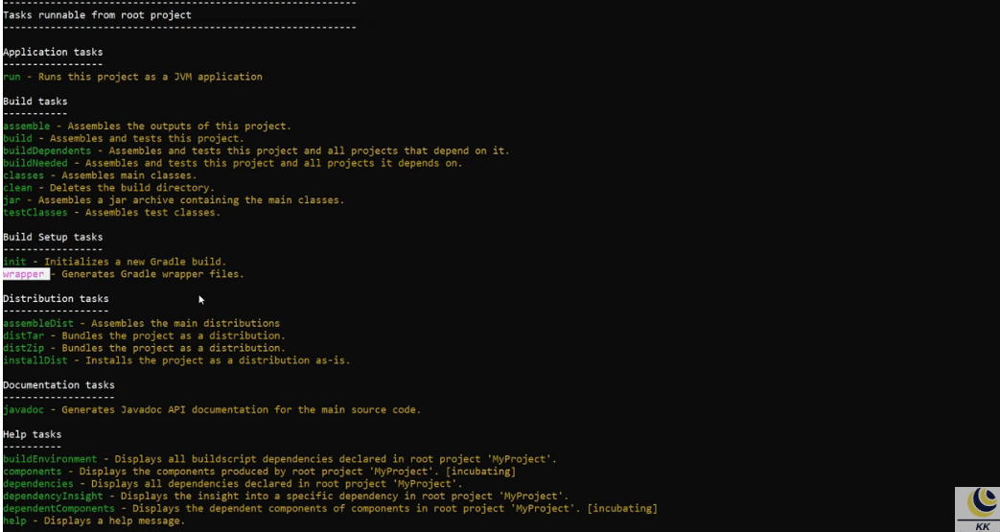 ------------------------------------------------------------
Tasks runnable from root project
------------------------------------------------------------
Application tasks
-----------------
run - Runs this project as a JVM application
Build tasks
-----------
assemble - Assembles the outputs of this project.
build - Assembles and tests this project.
buildDependents - Assembles and tests this project and all projects that depend on it.
buildNeeded - Assembles and tests this project and all projects it depends on.
classes - Assembles main classes.
clean - Deletes the build directory.
jar - Assembles a jar archive containing the main classes.
testClasses - Assembles test classes.
Build Setup tasks
-----------------
init - Initializes a new Gradle build.
wrapper - Generates Gradle wrapper files.
Distribution tasks
------------------
assembleDist - Assembles the main distributions
distTar - Bundles the project as a distribution.
distZip - Bundles the project as a distribution.
installDist - Installs the project as a distribution as-is.
Documentation tasks
-------------------
javadoc - Generates Javadoc API documentation for the main source code.
Help tasks
----------
buildEnvironment - Displays all buildscript dependencies declared in root project 'MyProject'.
components - Displays the components produced by root project 'MyProject'. [incubating]
dependencies - Displays all dependencies declared in root project 'MyProject'.
dependencyInsight - Displays the insight into a specific dependency in root project 'MyProject'.
dependentComponents - Displays the dependent components of components in root project 'MyProject'. [incubating]
help - Displays a help message.
KK